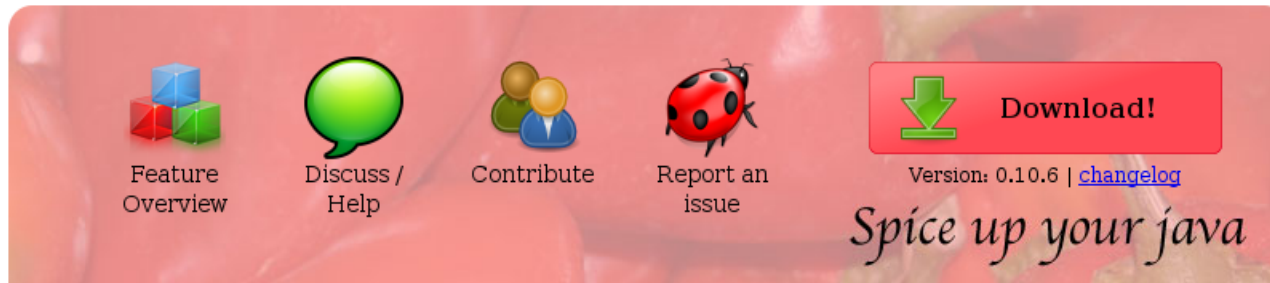 Feature
Overview
Discuss /
Help
Contribute
Report an
issue
Download!
Version: 0.10.6 | changelog
Spice up your java